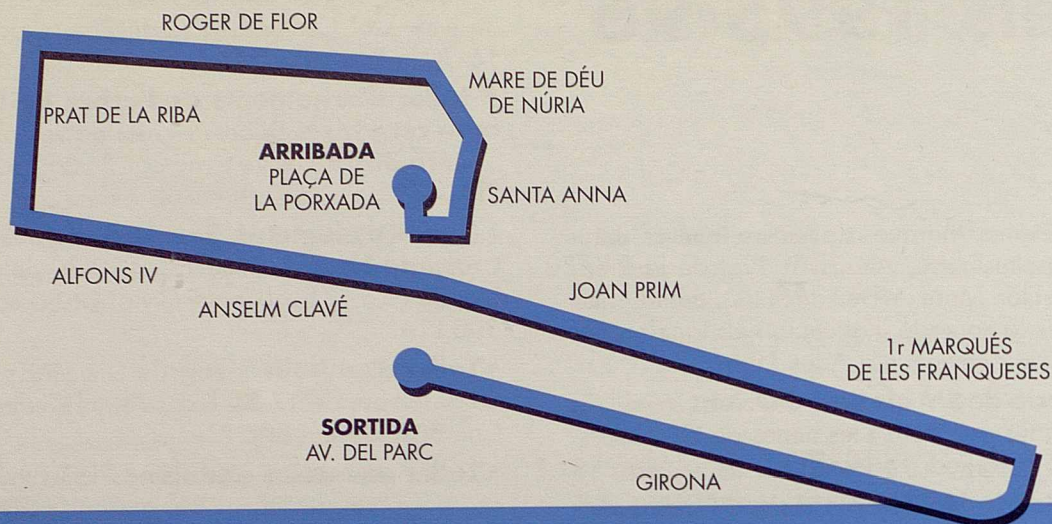 ROGER DE FLOR
MARE DE DÉU
DE NÚRIA
PRAT DE LA RIBA
ARRIBADA
PLAÇA DE
LA PORXADA
SANTA ANNA
ALFONS IV
ANSELM CLAVÉ
JOAN PRIM
1r MARQUÉS
DE LES FRANQUESES
SORTIDA
AV. DEL PARC
GIRONA